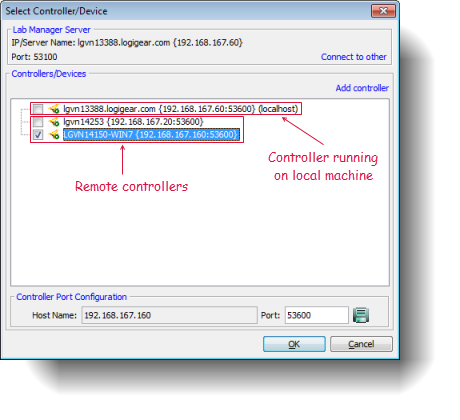 Select Controller/Device
Lab Manager Server
IP/Server Name: lgvn13388.logigear.com {192.168.167.60}
Port: 53100
Connect to other
Controllers/Devices
Add controller
lgvn13388.logigear.com {192.168.167.60:53600} (localhost)
lgvn14253 {192.168.167.20:53600}
LGVN14150-WIN7 {192.168.167.160:53600}
Controller running
on local machine
Remote controllers
Controller Port Configuration
Host Name: 192.168.167.160 Port: 53600
OK Cancel